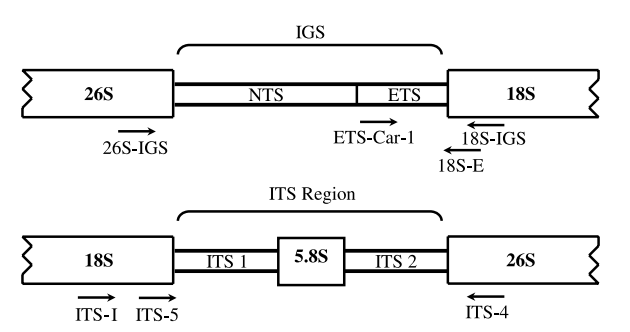 IGS
26S NTS ETS 18S
26S-IGS ETS-Car-1 18S-IGS
18S-E
ITS Region
18S ITS 1 5.8S ITS 2 26S
ITS-I ITS-5 ITS-4